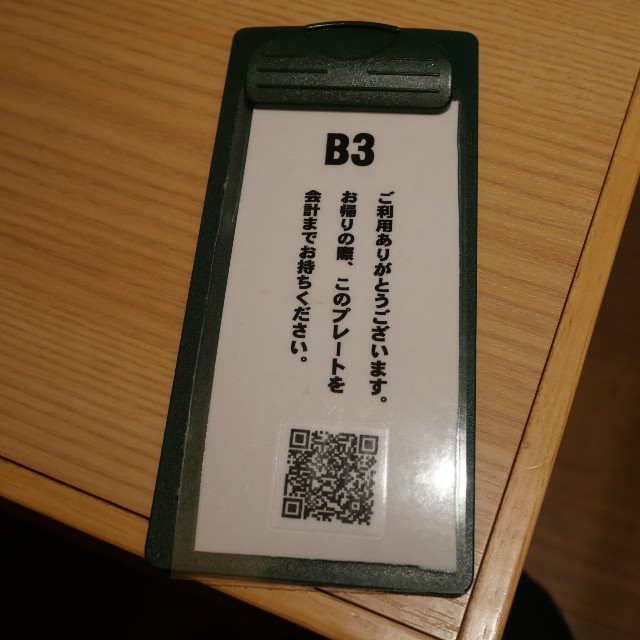 B3
ご利用ありがとうございます。
お帰りの際、このプレートを
会計までお持ちください。